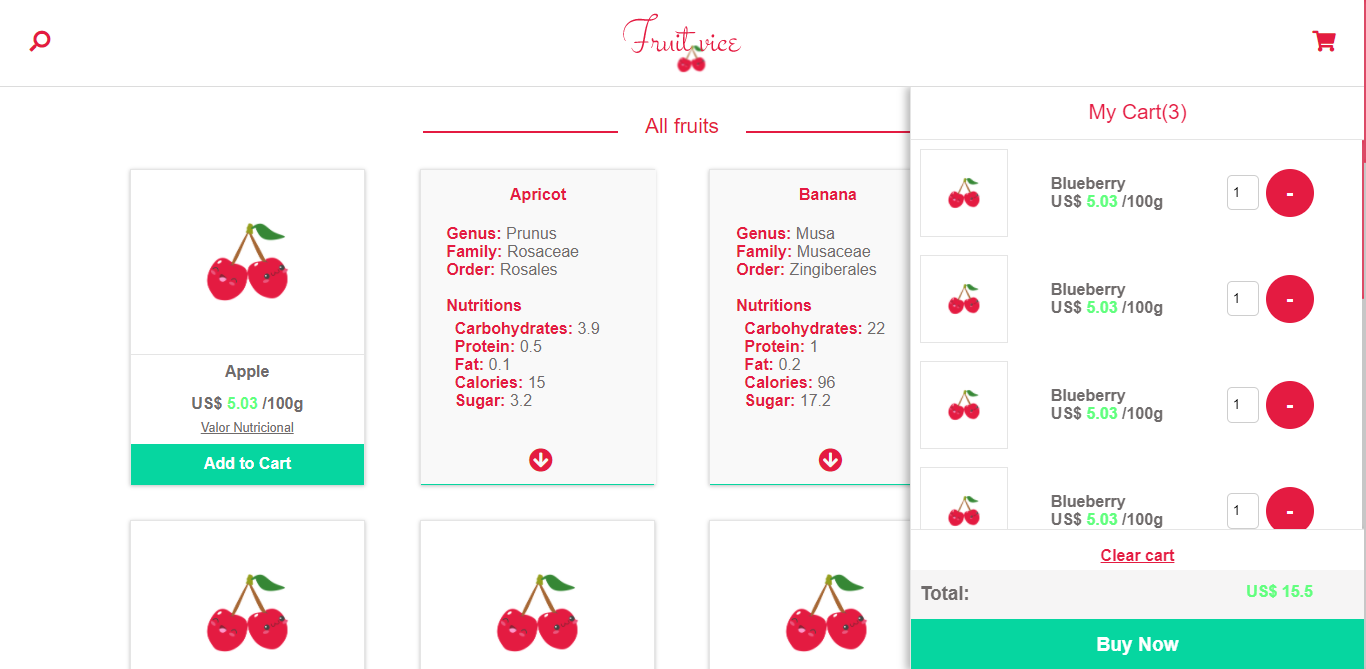 Fruit vice
All fruits
Apple
US$ 5.03 /100g
Valor Nutricional
Add to Cart
Apricot
Genus: Prunus
Family: Rosaceae
Order: Rosales
Nutritions
Carbohydrates: 3.9
Protein: 0.5
Fat: 0.1
Calories: 15
Sugar: 3.2
Banana
Genus: Musa
Family: Musaceae
Order: Zingiberales
Nutritions
Carbohydrates: 22
Protein: 1
Fat: 0.2
Calories: 96
Sugar: 17.2
My Cart(3)
Blueberry
US$ 5.03 /100g
1
-
Blueberry
US$ 5.03 /100g
1
-
Blueberry
US$ 5.03 /100g
1
-
Blueberry
US$ 5.03 /100g
1
-
Clear cart
Total:
US$ 15.5
Buy Now